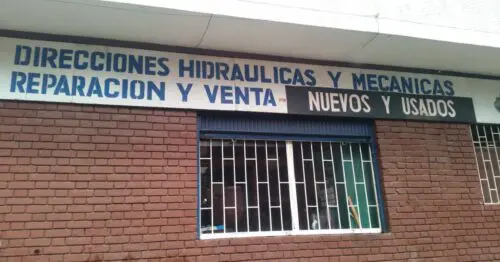 DIRECCIONES HIDRAULICAS Y MECANICAS
REPARACION Y VENTA
NUEVOS Y USADOS